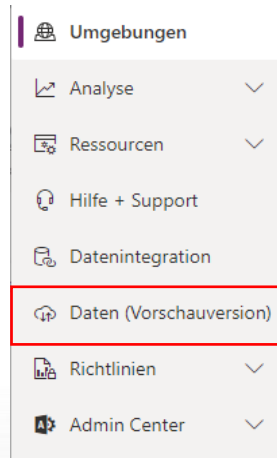 Umgebungen
Analyse
Ressourcen
Hilfe + Support
Datenintegration
Daten (Vorschauversion)
Richtlinien
Admin Center